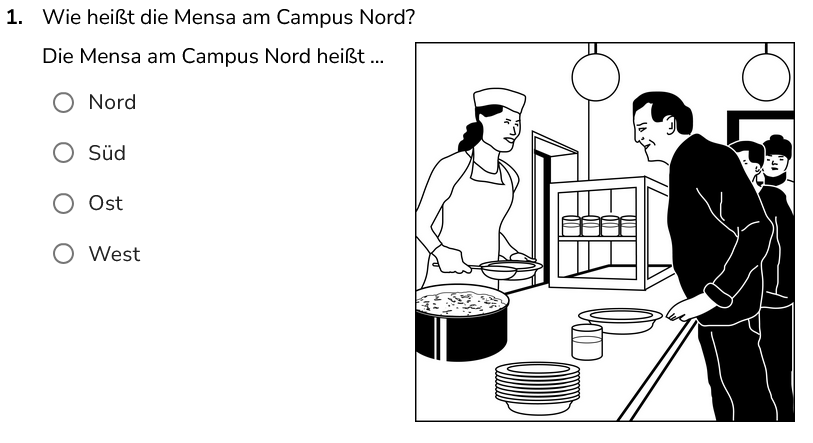 1. Wie heißt die Mensa am Campus Nord?
Die Mensa am Campus Nord heißt ...
Nord
Süd
Ost
West